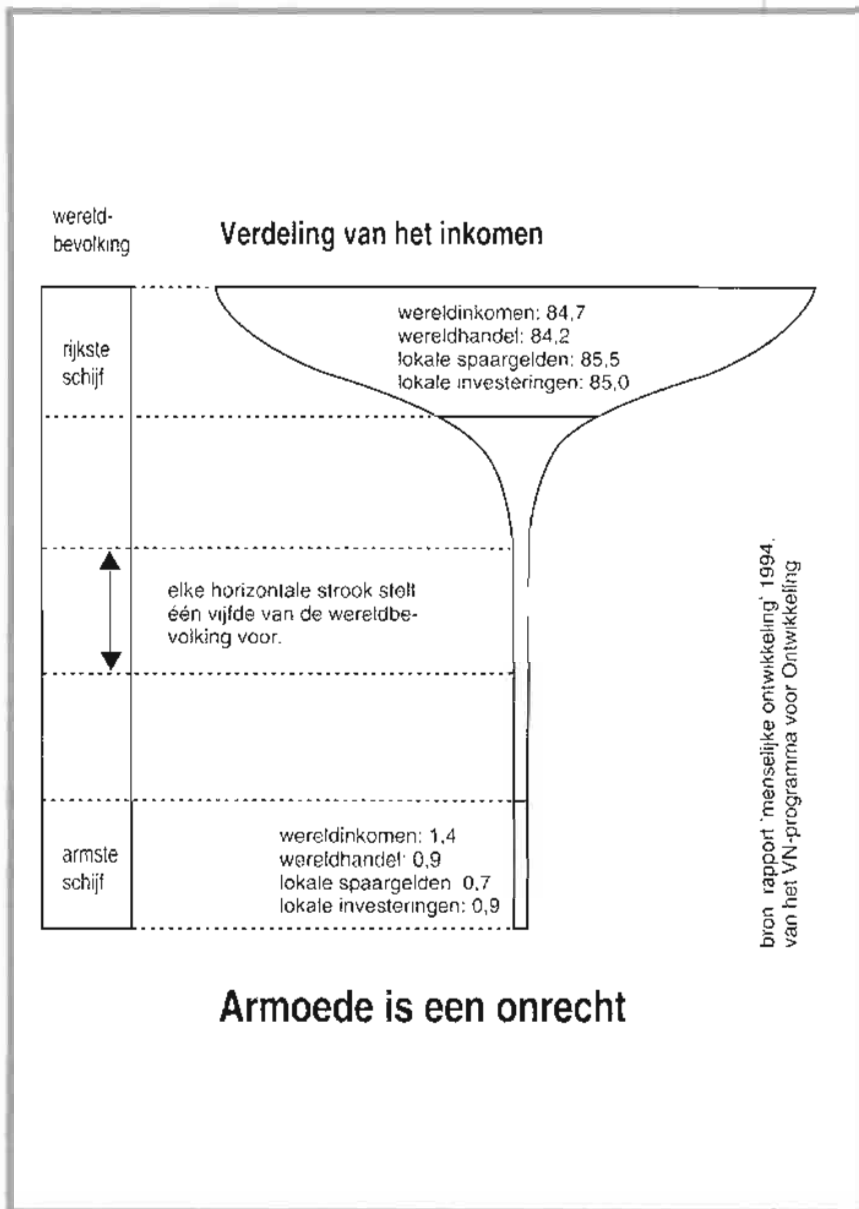 wereld-
bevolking
Verdeling van het inkomen
rijkste
schijf
wereldinkomen: 84,7
wereldhandel: 84,2
lokale spaargelden: 85,5
lokale investeringen: 85,0
elke horizontale strook stelt
één vijfde van de wereldbe-
volking voor.
armste
schijf
wereldinkomen: 1,4
wereldhandel: 0,9
lokale spaargelden 0,7
lokale investeringen: 0,9
bron rapport 'menselijke ontwikkeling' 1994,
van het VN-programma voor Ontwikkeling
Armoede is een onrecht